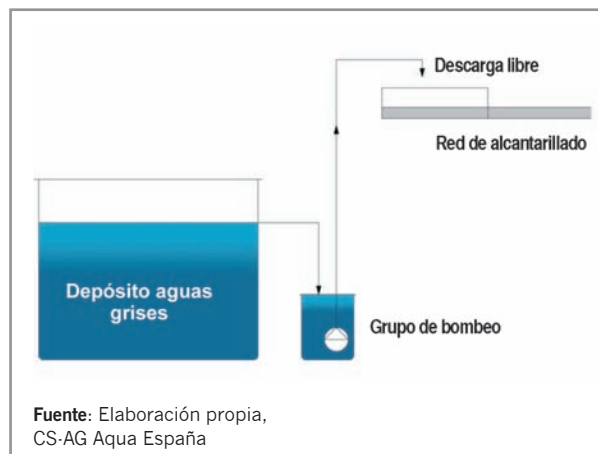 Descarga libre
Red de alcantarillado
Depósito aguas
grises
Grupo de bombeo
Fuente: Elaboración propia,
CS-AG Aqua España